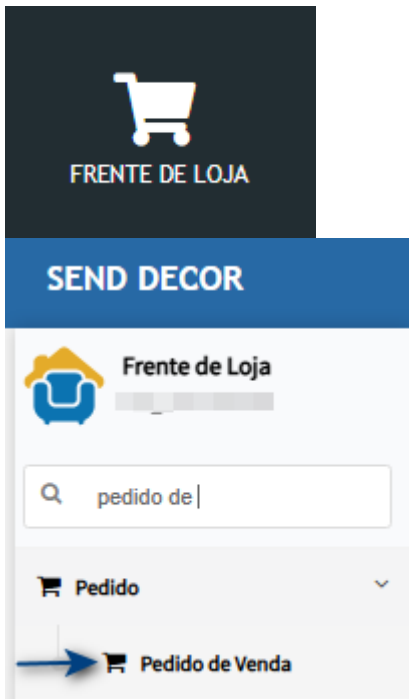 FRENTE DE LOJA
SEND DECOR
Frente de Loja
pedido de
Pedido
Pedido de Venda